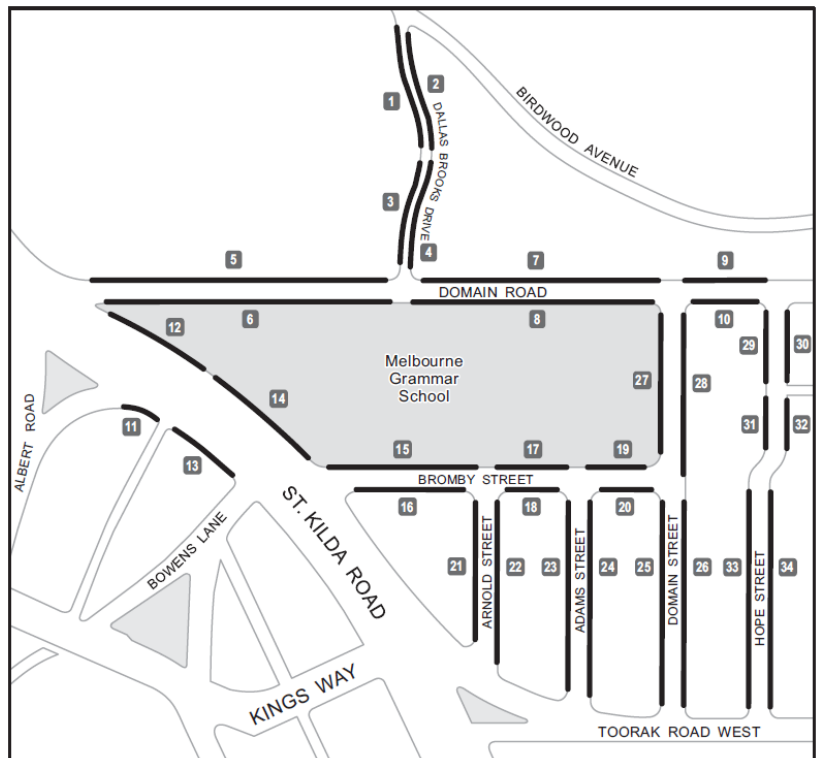 1
2
DALLAS BROOKS DRIVE
BIRDWOOD AVENUE
3
4
5
7
9
DOMAIN ROAD
6
8
10
12
29
30
Melbourne
Grammar
School
27
28
14
ALBERT ROAD
11
31
32
13
15
17
19
BROMBY STREET
16
18
20
ST. KILDA ROAD
BOWENS LANE
21
ARNOLD STREET
22
23
ADAMS STREET
24
25
DOMAIN STREET
26
33
HOPE STREET
34
KINGS WAY
TOORAK ROAD WEST